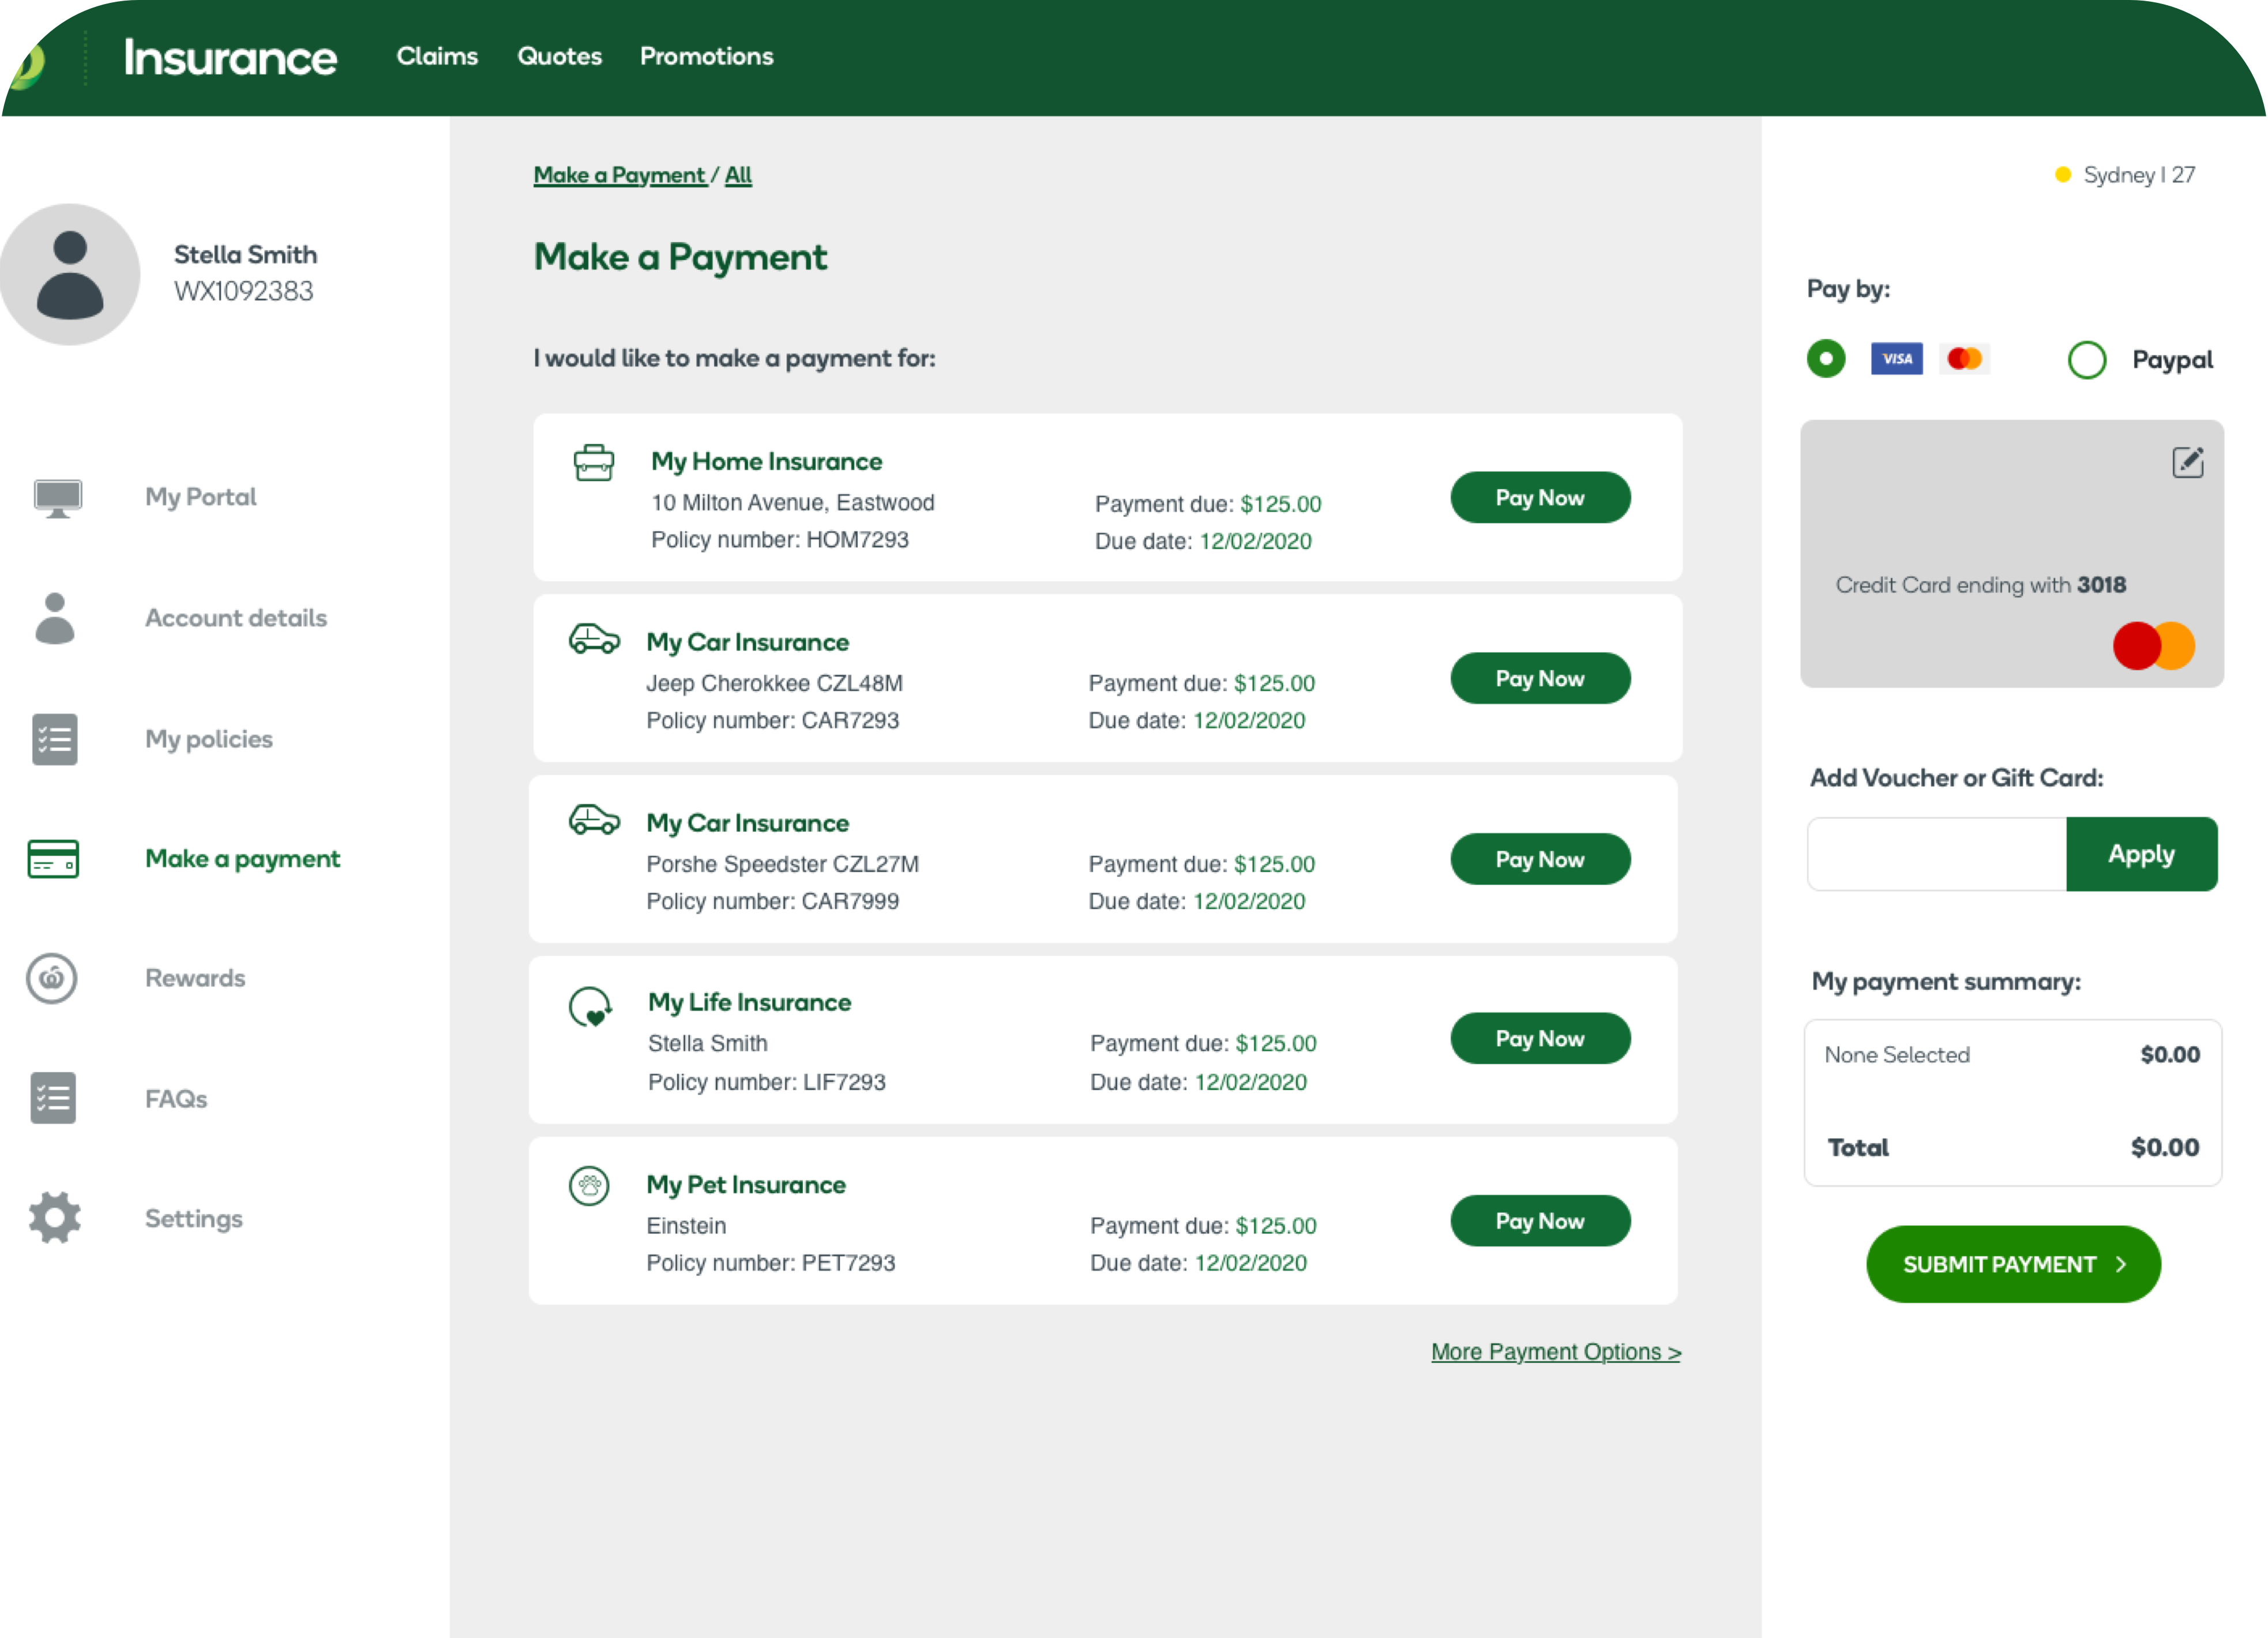 Insurance Claims Quotes Promotions
Stella Smith
WX1092383
My Portal
Account details
My policies
Make a payment
Rewards
FAQs
Settings
Make a Payment / All
Make a Payment
I would like to make a payment for:
My Home Insurance
10 Milton Avenue, Eastwood
Policy number: HOM7293
Payment due: $125.00
Due date: 12/02/2020
Pay Now
My Car Insurance
Jeep Cherokkee CZL48M
Policy number: CAR7293
Payment due: $125.00
Due date: 12/02/2020
Pay Now
My Car Insurance
Porshe Speedster CZL27M
Policy number: CAR7999
Payment due: $125.00
Due date: 12/02/2020
Pay Now
My Life Insurance
Stella Smith
Policy number: LIF7293
Payment due: $125.00
Due date: 12/02/2020
Pay Now
My Pet Insurance
Einstein
Policy number: PET7293
Payment due: $125.00
Due date: 12/02/2020
Pay Now
More Payment Options >
Sydney | 27
Pay by:
VISA
Paypal
Credit Card ending with 3018
Add Voucher or Gift Card:
Apply
My payment summary:
None Selected $0.00
Total $0.00
SUBMIT PAYMENT >